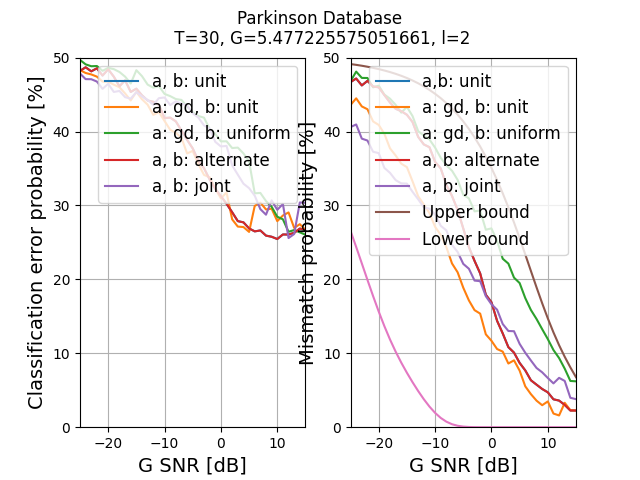 Parkinson Database
T=30, G=5.477225575051661, l=2
Classification error probability [%]
50
40
30
20
10
0
a, b: unit
a: gd, b: unit
a: gd, b: uniform
a, b: alternate
a, b: joint
−20
−10
0
10
G SNR [dB]
Mismatch probability [%]
50
40
30
20
10
0
a,b: unit
a: gd, b: unit
a: gd, b: uniform
a, b: alternate
a, b: joint
Upper bound
Lower bound
−20
−10
0
10
G SNR [dB]